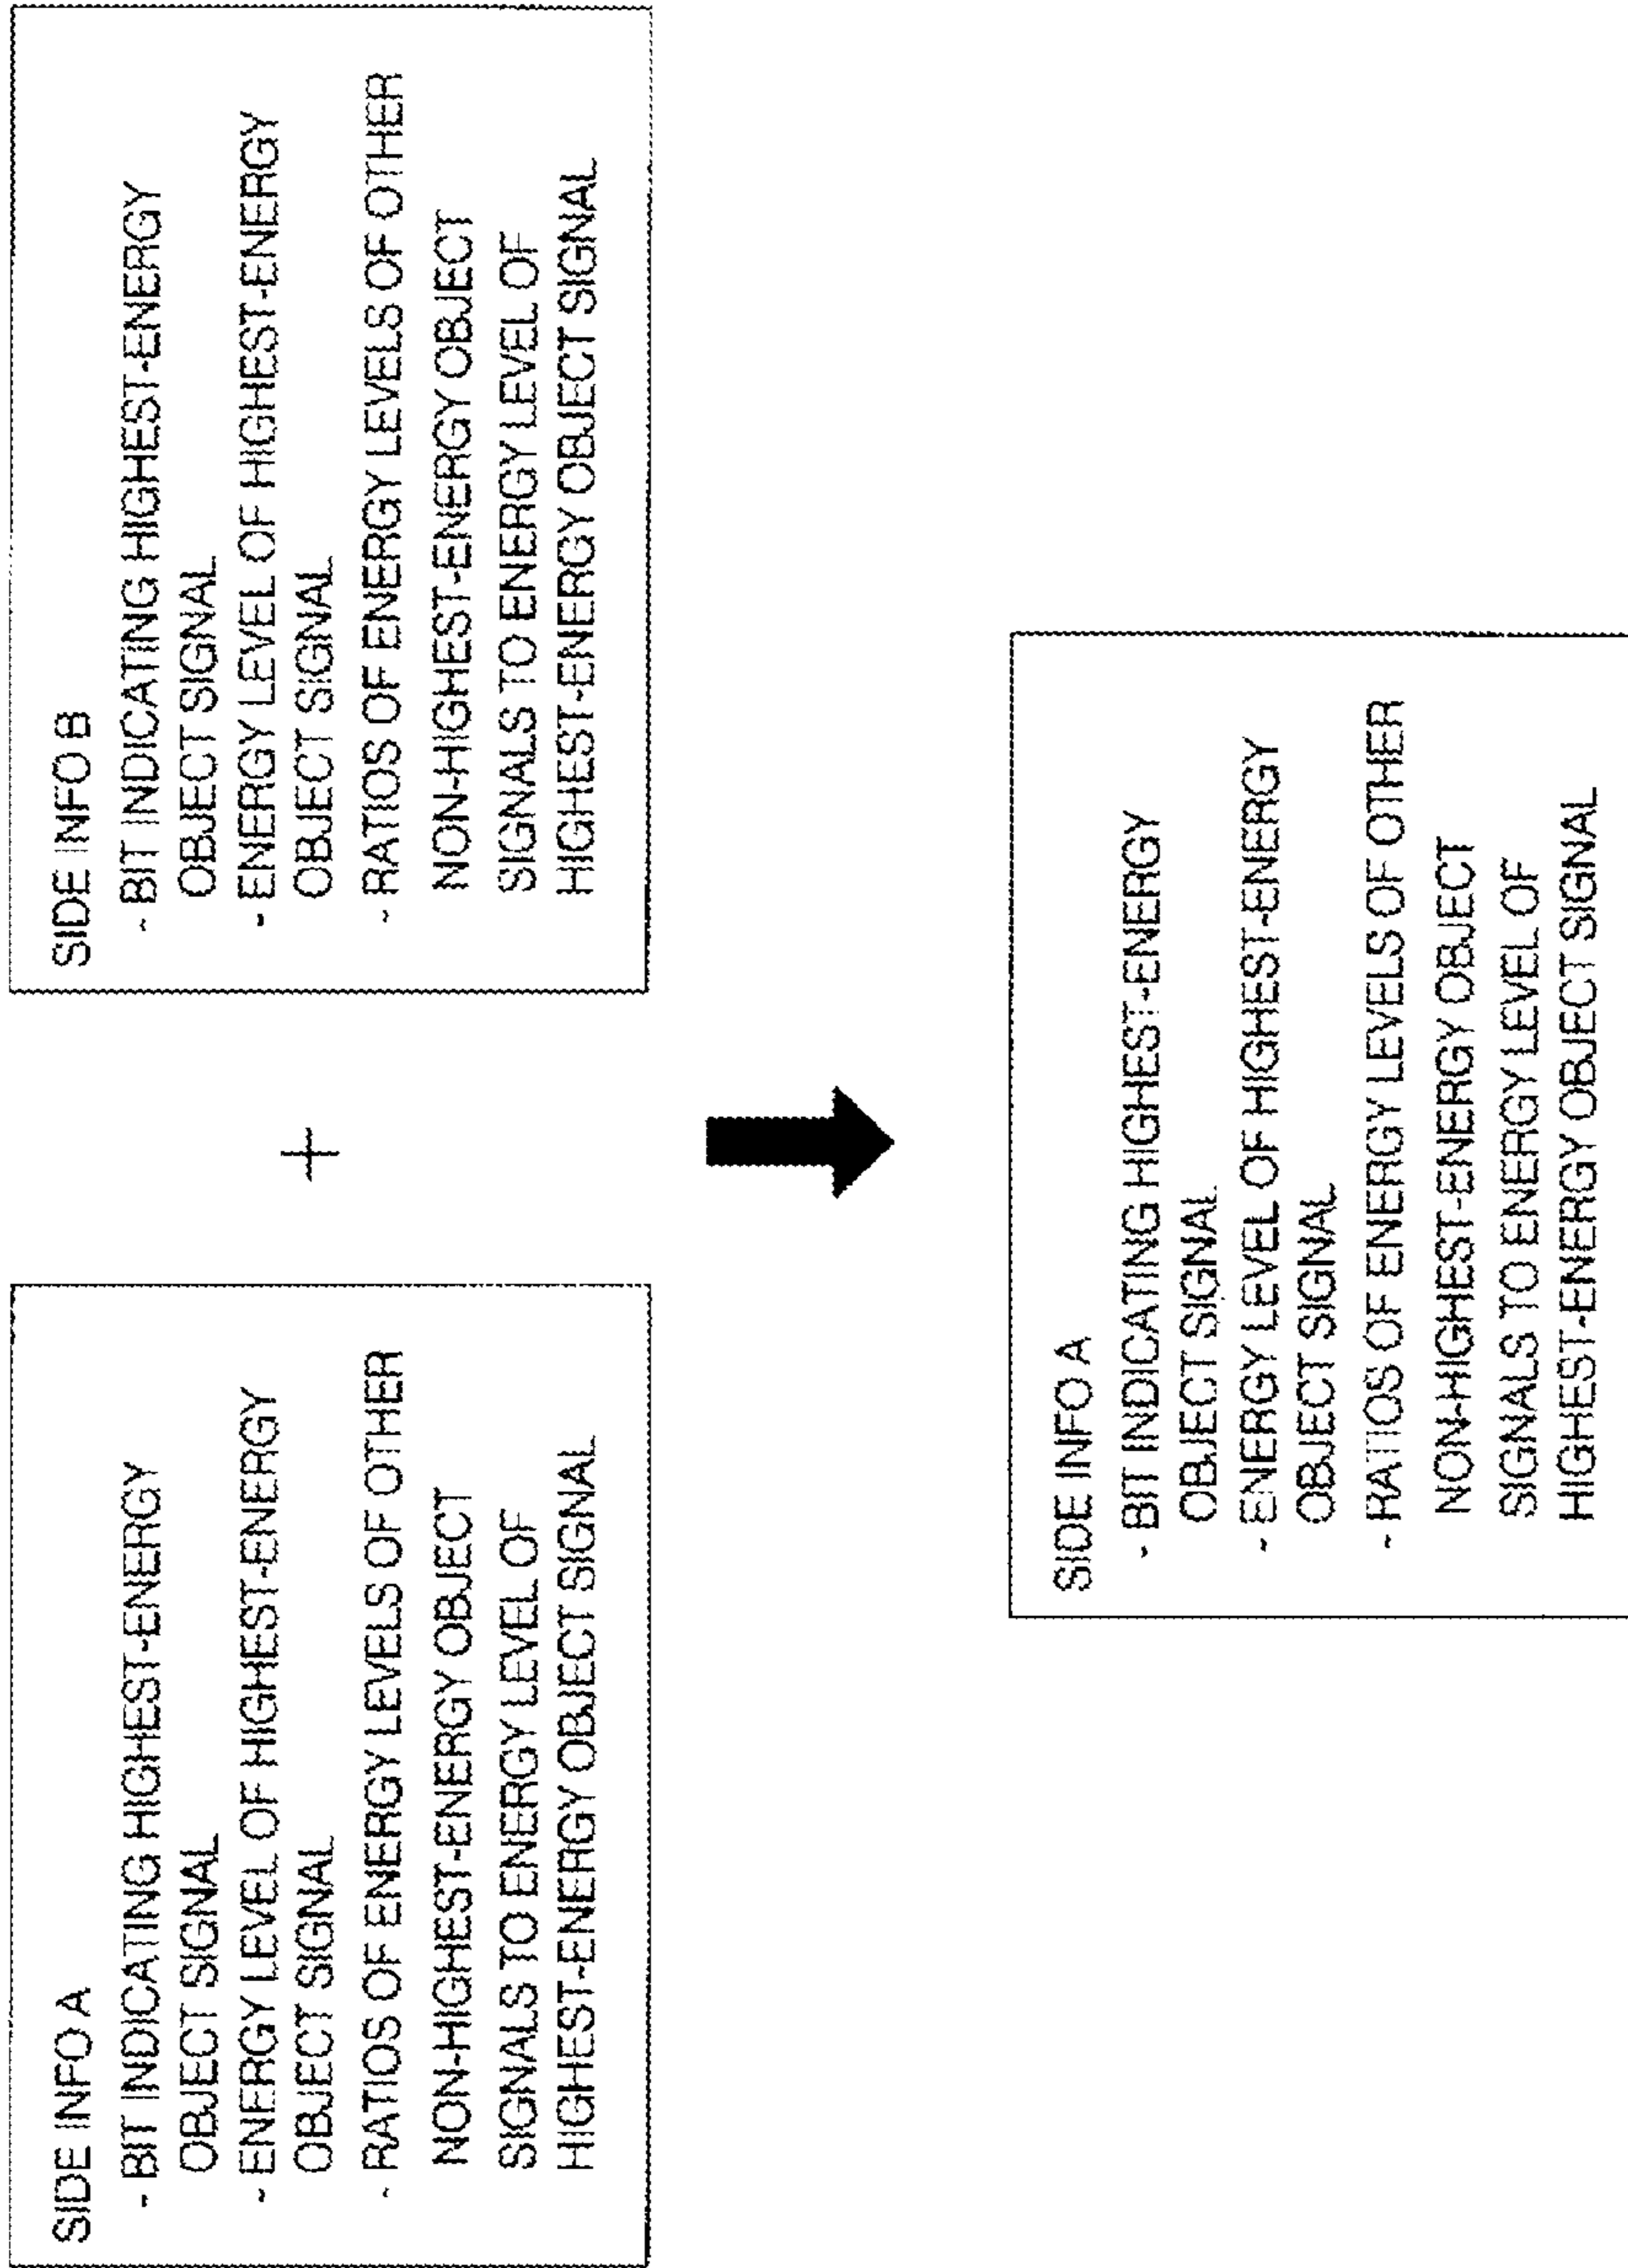 SIDE INFO A
- BIT INDICATING HIGHEST-ENERGY
OBJECT SIGNAL
- ENERGY LEVEL OF HIGHEST-ENERGY
OBJECT SIGNAL
- RATIOS OF ENERGY LEVELS OF OTHER
NON-HIGHEST-ENERGY OBJECT
SIGNALS TO ENERGY LEVEL OF
HIGHEST-ENERGY OBJECT SIGNAL
+
SIDE INFO B
- BIT INDICATING HIGHEST-ENERGY
OBJECT SIGNAL
- ENERGY LEVEL OF HIGHEST-ENERGY
OBJECT SIGNAL
- RATIOS OF ENERGY LEVELS OF OTHER
NON-HIGHEST-ENERGY OBJECT
SIGNALS TO ENERGY LEVEL OF
HIGHEST-ENERGY OBJECT SIGNAL
SIDE INFO A
- BIT INDICATING HIGHEST-ENERGY
OBJECT SIGNAL
- ENERGY LEVEL OF HIGHEST-ENERGY
OBJECT SIGNAL
- RATIOS OF ENERGY LEVELS OF OTHER
NON-HIGHEST-ENERGY OBJECT
SIGNALS TO ENERGY LEVEL OF
HIGHEST-ENERGY OBJECT SIGNAL